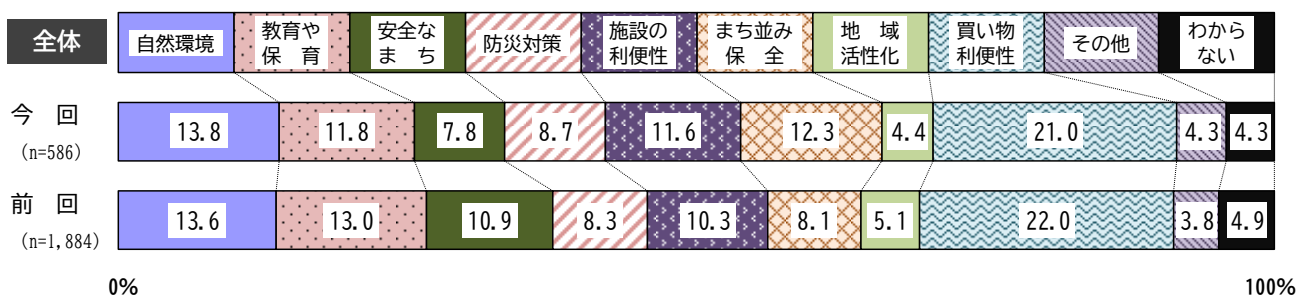 全体
自然環境
教育や
保　育
安全な
ま　ち
防災対策
施設の
利便性
まち並み
保　全
地　域
活性化
買い物
利便性
その他
わから
ない
今　回
(n=586)
13.8
11.8
7.8
8.7
11.6
12.3
4.4
21.0
4.3
4.3
前　回
(n=1,884)
13.6
13.0
10.9
8.3
10.3
8.1
5.1
22.0
3.8
4.9
0%
100%